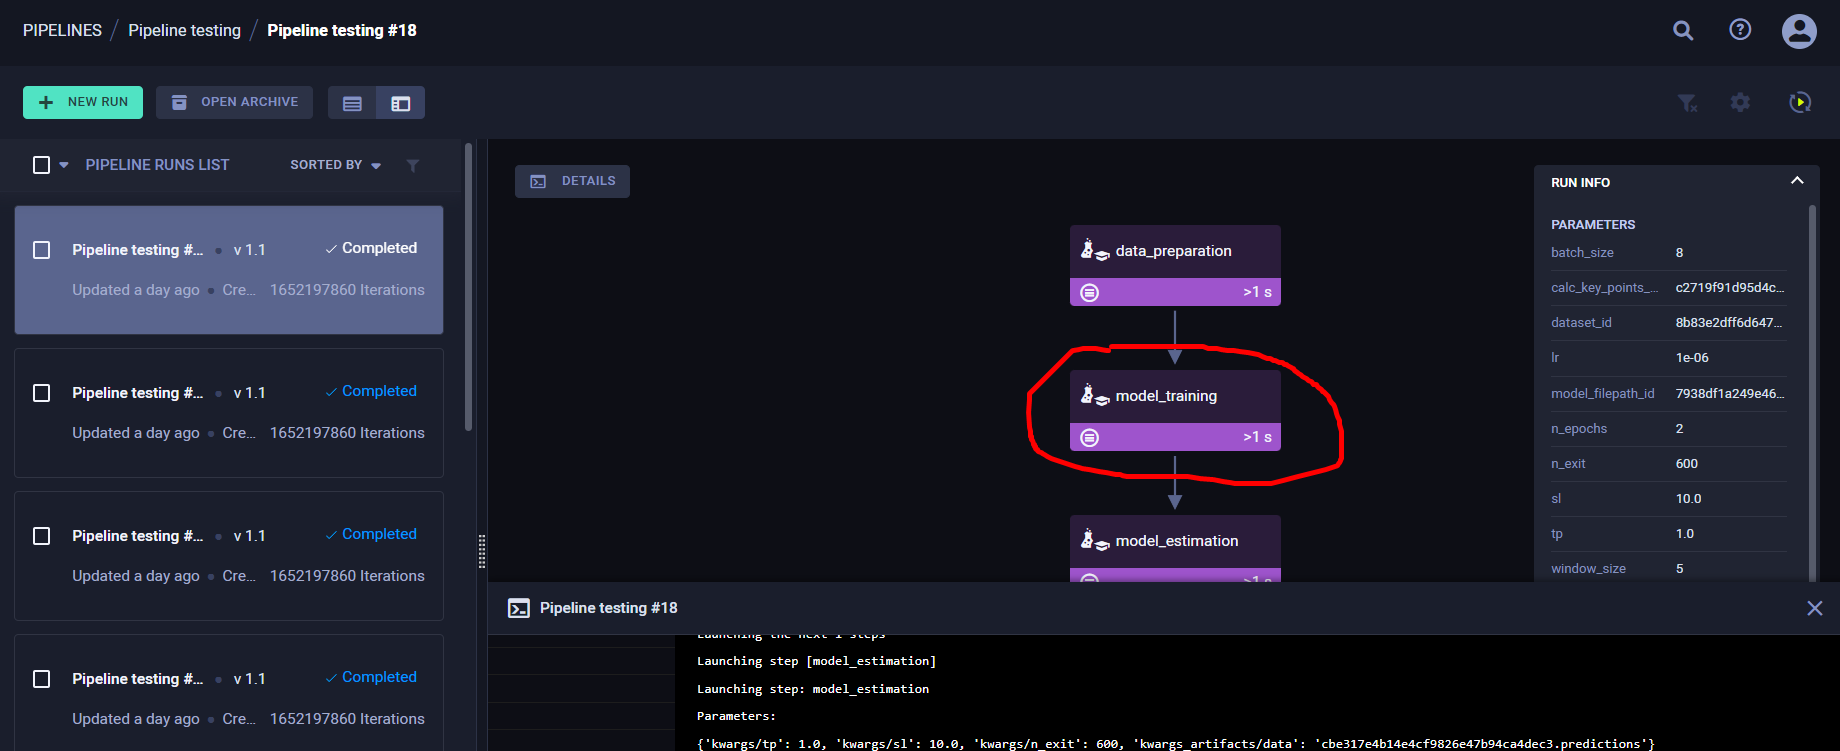 PIPELINES / Pipeline testing / Pipeline testing #18
NEW RUN
OPEN ARCHIVE
PIPELINE RUNS LIST
SORTED BY
Pipeline testing #... v 1.1 Completed
Updated a day ago Cre... 1652197860 Iterations
Pipeline testing #... v 1.1 Completed
Updated a day ago Cre... 1652197860 Iterations
Pipeline testing #... v 1.1 Completed
Updated a day ago Cre... 1652197860 Iterations
Pipeline testing #... v 1.1 Completed
Updated a day ago Cre... 1652197860 Iterations
DETAILS
data_preparation
>1 s
model_training
>1 s
model_estimation
>1 s
RUN INFO
PARAMETERS
batch_size 8
calc_key_points_... c2719f91d95d4c...
dataset_id 8b83e2dff6d647...
lr 1e-06
model_filepath_id 7938df1a249e46...
n_epochs 2
n_exit 600
sl 10.0
tp 1.0
window_size 5
Pipeline testing #18
Launching the next 1 steps
Launching step [model_estimation]
Launching step: model_estimation
Parameters:
{'kwargs/tp': 1.0, 'kwargs/sl': 10.0, 'kwargs/n_exit': 600, 'kwargs_artifacts/data': 'cbe317e4b14e4cf9826e47b94ca4dec3.predictions'}